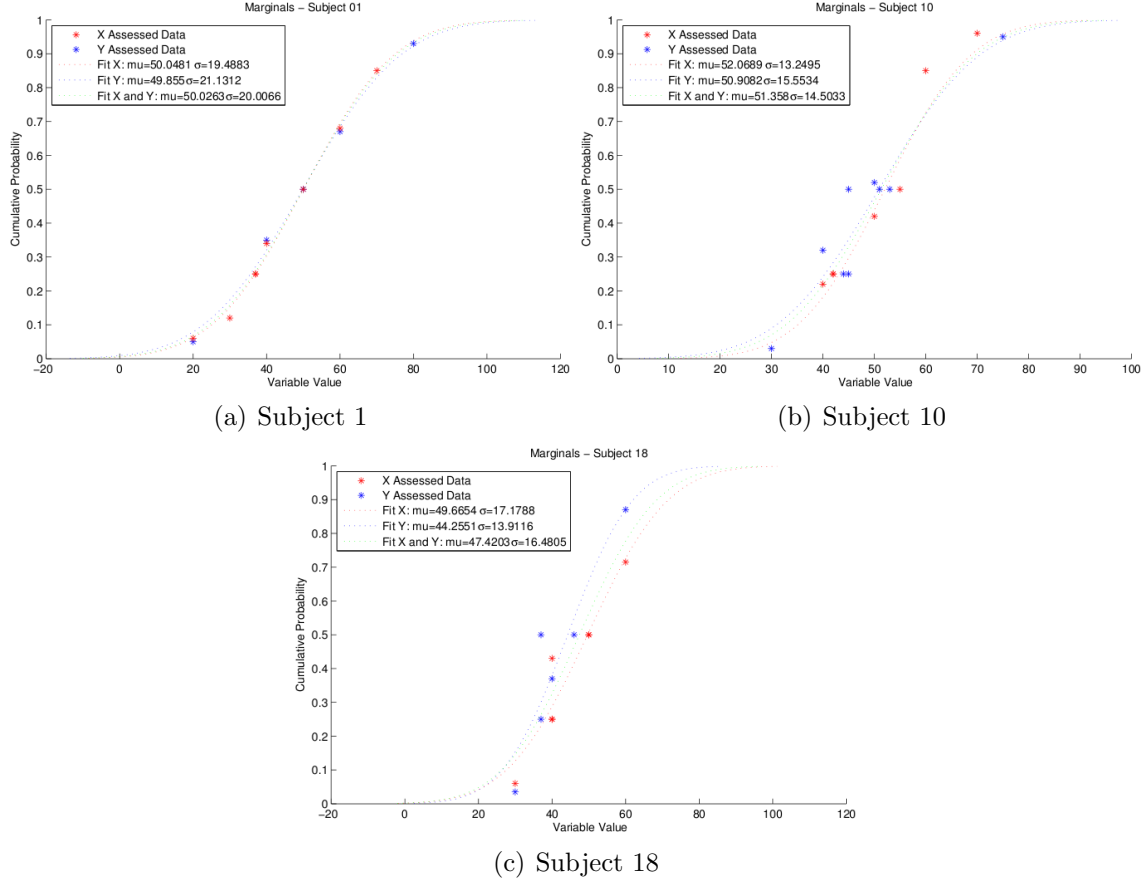 Marginals – Subject 01
1
0.9
0.8
0.7
0.6
0.5
0.4
0.3
0.2
0.1
0
Cumulative Probability
X Assessed Data
Y Assessed Data
Fit X: mu=50.0481 σ=19.4883
Fit Y: mu=49.855σ=21.1312
Fit X and Y: mu=50.0263σ=20.0066
−20 0 20 40 60 80 100 120
Variable Value
(a) Subject 1
Marginals – Subject 10
1
0.9
0.8
0.7
0.6
0.5
0.4
0.3
0.2
0.1
0
Cumulative Probability
X Assessed Data
Y Assessed Data
Fit X: mu=52.0689 σ=13.2495
Fit Y: mu=50.9082 σ=15.5534
Fit X and Y: mu=51.358σ=14.5033
0 10 20 30 40 50 60 70 80 90 100
Variable Value
(b) Subject 10
Marginals – Subject 18
1
0.9
0.8
0.7
0.6
0.5
0.4
0.3
0.2
0.1
0
Cumulative Probability
X Assessed Data
Y Assessed Data
Fit X: mu=49.6654 σ=17.1788
Fit Y: mu=44.2551σ=13.9116
Fit X and Y: mu=47.4203σ=16.4805
−20 0 20 40 60 80 100 120
Variable Value
(c) Subject 18